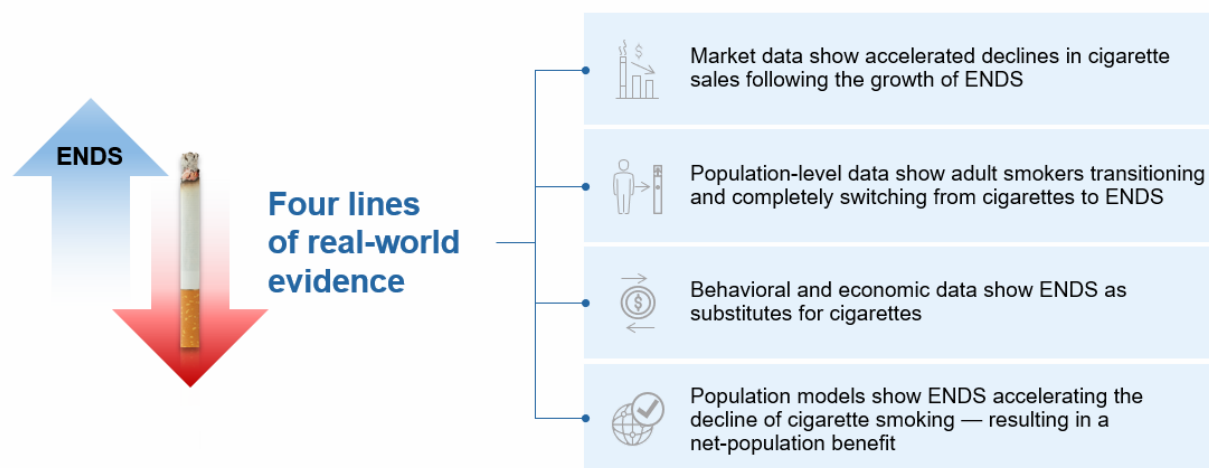 ENDS
Four lines
of real-world
evidence
$
Market data show accelerated declines in cigarette
sales following the growth of ENDS
Population-level data show adult smokers transitioning
and completely switching from cigarettes to ENDS
$
Behavioral and economic data show ENDS as
substitutes for cigarettes
Population models show ENDS accelerating the
decline of cigarette smoking — resulting in a
net-population benefit